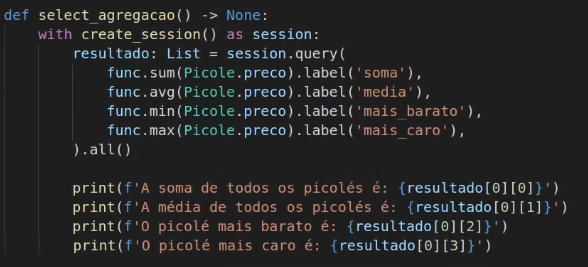 def select_agregacao() -> None:
    with create_session() as session:
        resultado: List = session.query(
            func.sum(Picole.preco).label('soma'),
            func.avg(Picole.preco).label('media'),
            func.min(Picole.preco).label('mais_barato'),
            func.max(Picole.preco).label('mais_caro'),
        ).all()
        print(f'A soma de todos os picolés é: {resultado[0][0]}')
        print(f'A média de todos os picolés é: {resultado[0][1]}')
        print(f'O picolé mais barato é: {resultado[0][2]}')
        print(f'O picolé mais caro é: {resultado[0][3]}')